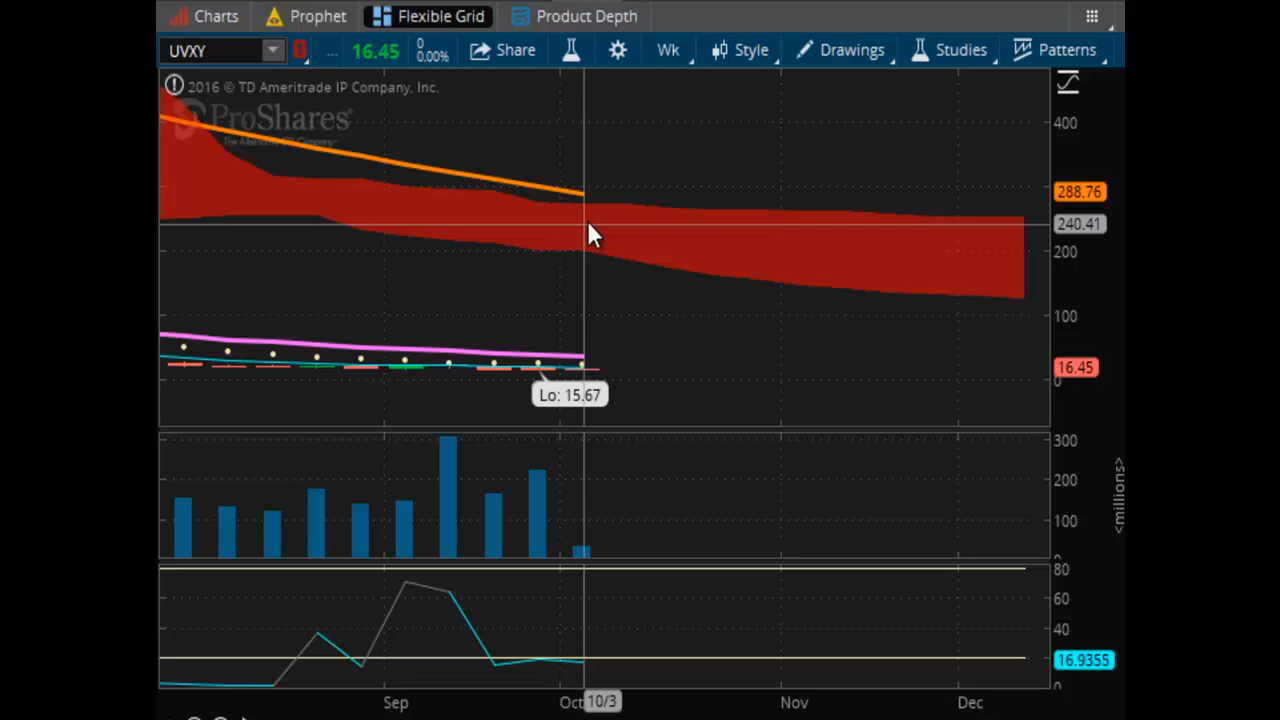 Charts Prophet Flexible Grid Product Depth
UVXY ... 16.45 0 0.00% Share Wk Style Drawings Studies Patterns
2016 © TD Ameritrade IP Company, Inc.
ProShares
400
288.76
240.41
200
100
16.45
0
Lo: 15.67
300
200
100
0
<millions>
80
60
40
16.9355
0
Sep Oct 10/3 Nov Dec